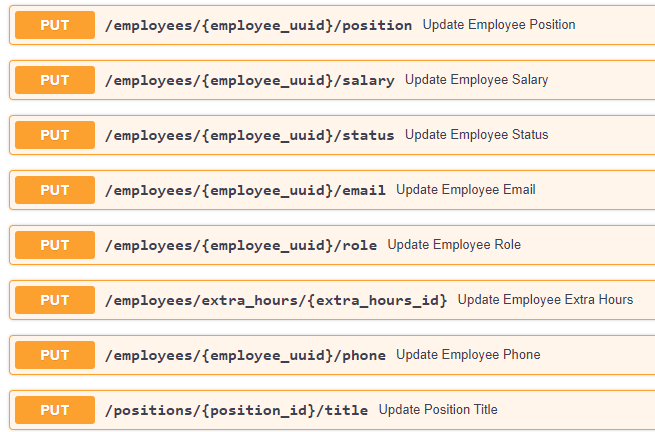 PUT /employees/{employee_uuid}/position Update Employee Position
PUT /employees/{employee_uuid}/salary Update Employee Salary
PUT /employees/{employee_uuid}/status Update Employee Status
PUT /employees/{employee_uuid}/email Update Employee Email
PUT /employees/{employee_uuid}/role Update Employee Role
PUT /employees/extra_hours/{extra_hours_id} Update Employee Extra Hours
PUT /employees/{employee_uuid}/phone Update Employee Phone
PUT /positions/{position_id}/title Update Position Title